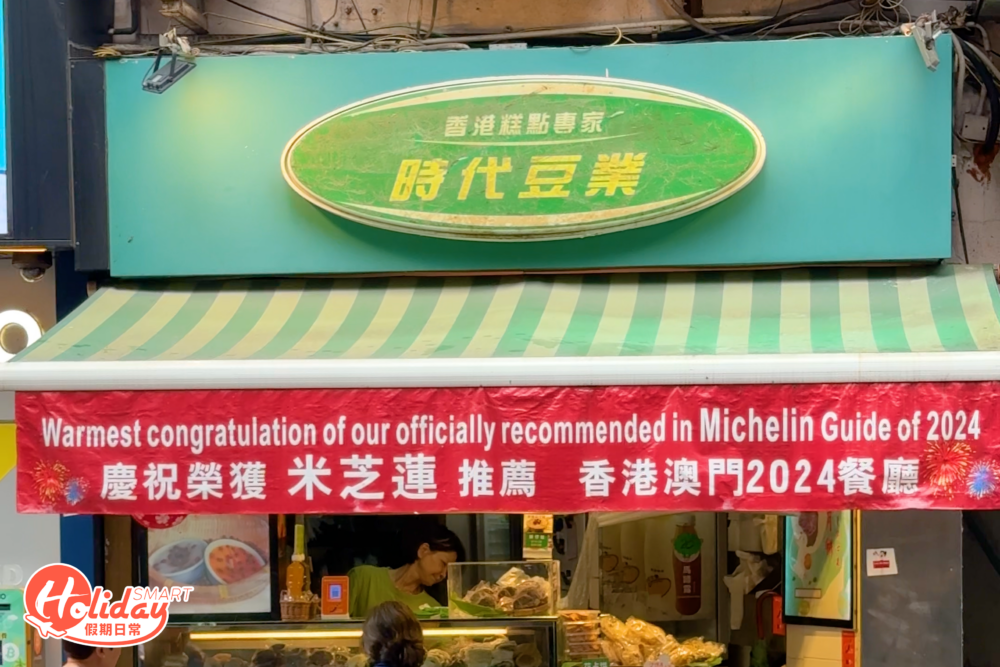 香港糕點專家
時代豆業
Warmest congratulation of our officially recommended in Michelin Guide of 2024
慶祝榮獲 米芝蓮 推薦 香港澳門2024餐廳
Holiday SMART
假期日常